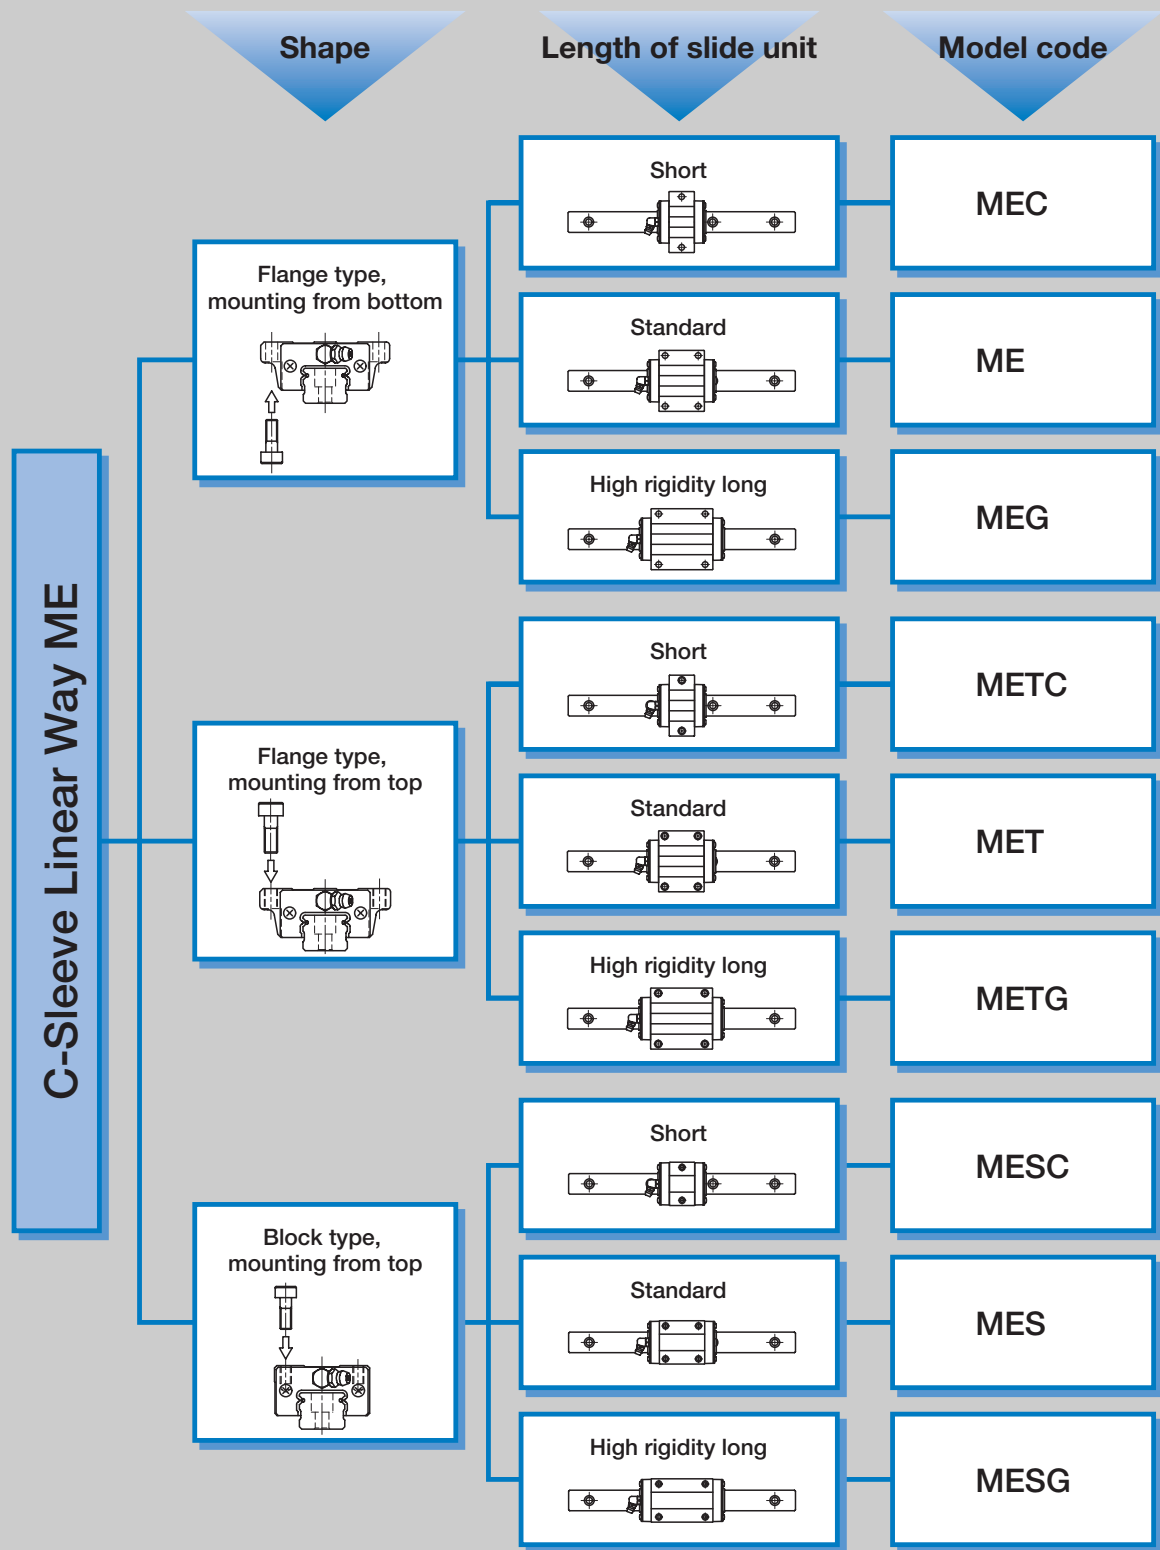 Shape
Length of slide unit
Model code
C-Sleeve Linear Way ME
Flange type,
mounting from bottom
Short
MEC
Standard
ME
High rigidity long
MEG
Flange type,
mounting from top
Short
METC
Standard
MET
High rigidity long
METG
Block type,
mounting from top
Short
MESC
Standard
MES
High rigidity long
MESG